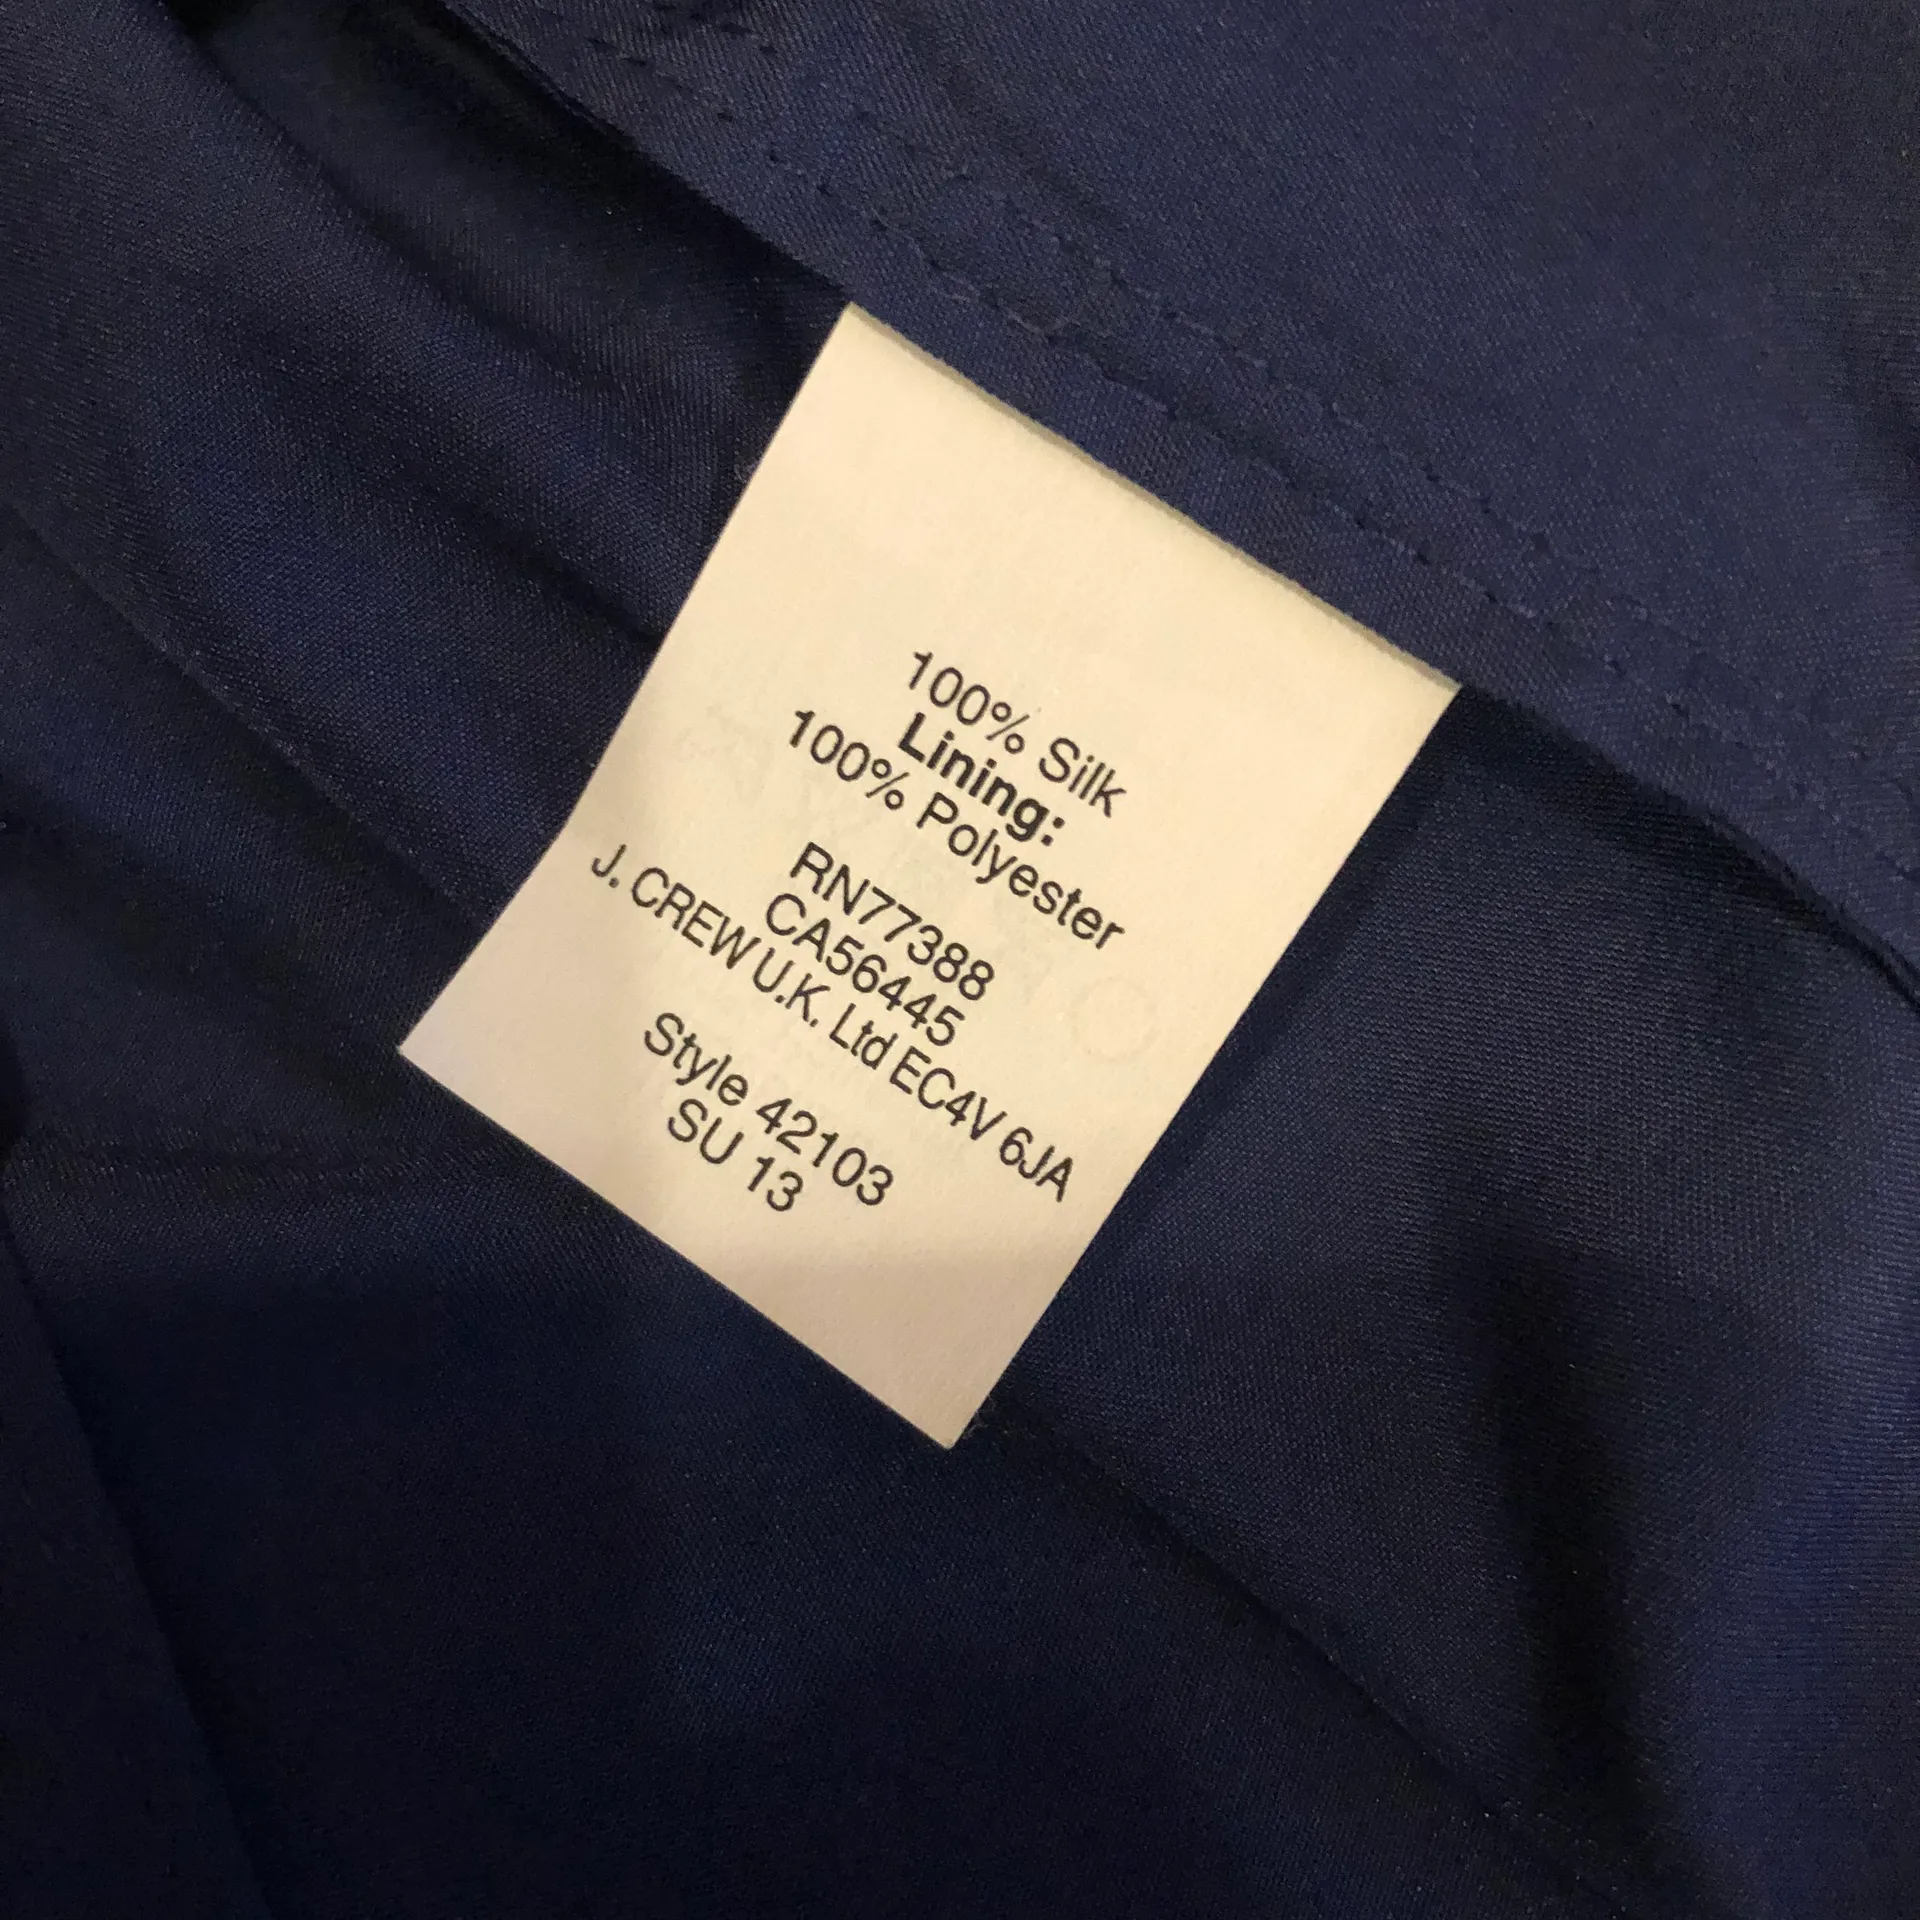 100% Silk
Lining:
100% Polyester
RN77388
CA56445
J. CREW U.K. Ltd EC4V 6JA
Style 42103
SU 13